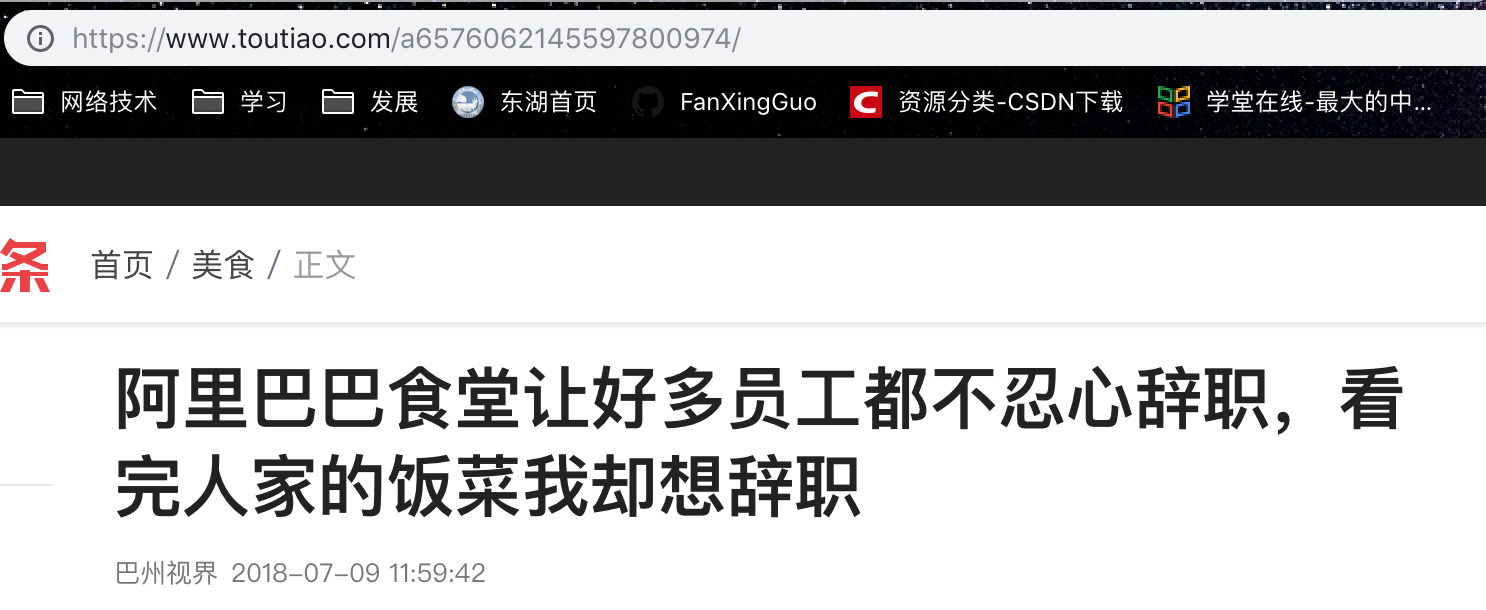 https://www.toutiao.com/a6576062145597800974/
网络技术 学习 发展 东湖首页 FanXingGuo 资源分类-CSDN下载 学堂在线-最大的中...
条 首页 / 美食 / 正文
阿里巴巴食堂让好多员工都不忍心辞职，看
完人家的饭菜我却想辞职
巴州视界 2018-07-09 11:59:42